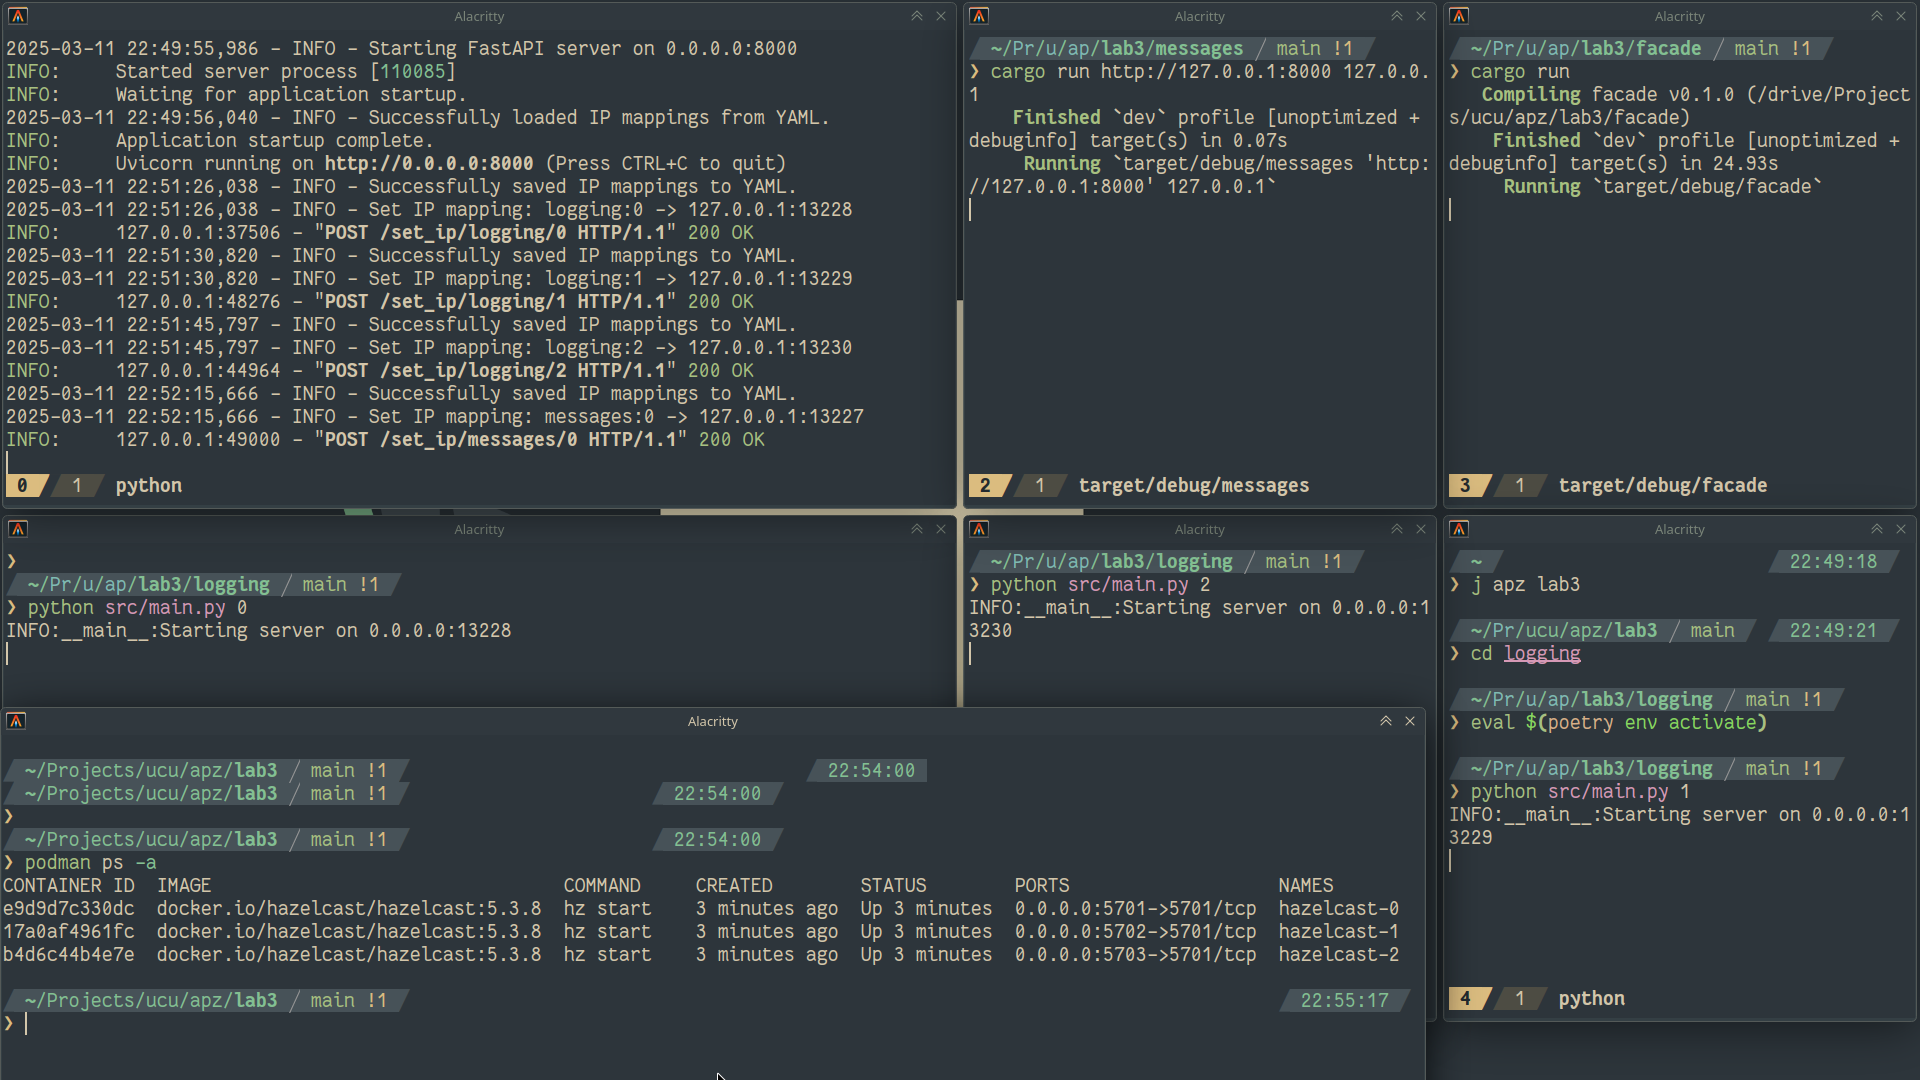 Alacritty
2025-03-11 22:49:55,986 - INFO - Starting FastAPI server on 0.0.0.0:8000
INFO:     Started server process [110085]
INFO:     Waiting for application startup.
2025-03-11 22:49:56,040 - INFO - Successfully loaded IP mappings from YAML.
INFO:     Application startup complete.
INFO:     Uvicorn running on http://0.0.0.0:8000 (Press CTRL+C to quit)
2025-03-11 22:51:26,038 - INFO - Successfully saved IP mappings to YAML.
2025-03-11 22:51:26,038 - INFO - Set IP mapping: logging:0 -> 127.0.0.1:13228
INFO:     127.0.0.1:37506 - "POST /set_ip/logging/0 HTTP/1.1" 200 OK
2025-03-11 22:51:30,820 - INFO - Successfully saved IP mappings to YAML.
2025-03-11 22:51:30,820 - INFO - Set IP mapping: logging:1 -> 127.0.0.1:13229
INFO:     127.0.0.1:48276 - "POST /set_ip/logging/1 HTTP/1.1" 200 OK
2025-03-11 22:51:45,797 - INFO - Successfully saved IP mappings to YAML.
2025-03-11 22:51:45,797 - INFO - Set IP mapping: logging:2 -> 127.0.0.1:13230
INFO:     127.0.0.1:44964 - "POST /set_ip/logging/2 HTTP/1.1" 200 OK
2025-03-11 22:52:15,666 - INFO - Successfully saved IP mappings to YAML.
2025-03-11 22:52:15,666 - INFO - Set IP mapping: messages:0 -> 127.0.0.1:13227
INFO:     127.0.0.1:49000 - "POST /set_ip/messages/0 HTTP/1.1" 200 OK
0 1 python
Alacritty
~/Pr/u/ap/lab3/messages / main !1
❯ cargo run http://127.0.0.1:8000 127.0.0.
1
Finished `dev` profile [unoptimized +
debuginfo] target(s) in 0.07s
Running `target/debug/messages 'http:
//127.0.0.1:8000' 127.0.0.1`
2 1 target/debug/messages
Alacritty
~/Pr/u/ap/lab3/facade / main !1
❯ cargo run
Compiling facade v0.1.0 (/drive/Project
s/ucu/apz/lab3/facade)
Finished `dev` profile [unoptimized +
debuginfo] target(s) in 24.93s
Running `target/debug/facade`
3 1 target/debug/facade
Alacritty
❯
~/Pr/u/ap/lab3/logging / main !1
❯ python src/main.py 0
INFO:__main__:Starting server on 0.0.0.0:13228
Alacritty
~/Pr/u/ap/lab3/logging / main !1
❯ python src/main.py 2
INFO:__main__:Starting server on 0.0.0.0:1
3230
Alacritty
~ 22:49:18
❯ j apz lab3
~/Pr/ucu/apz/lab3 / main 22:49:21
❯ cd logging
~/Pr/u/ap/lab3/logging / main !1
❯ eval $(poetry env activate)
~/Pr/u/ap/lab3/logging / main !1
❯ python src/main.py 1
INFO:__main__:Starting server on 0.0.0.0:1
3229
4 1 python
Alacritty
~/Projects/ucu/apz/lab3 / main !1 22:54:00
~/Projects/ucu/apz/lab3 / main !1 22:54:00
❯
~/Projects/ucu/apz/lab3 / main !1 22:54:00
❯ podman ps -a
CONTAINER ID  IMAGE  COMMAND  CREATED  STATUS  PORTS  NAMES
e9d9d7c330dc  docker.io/hazelcast/hazelcast:5.3.8  hz start  3 minutes ago  Up 3 minutes  0.0.0.0:5701->5701/tcp  hazelcast-0
17a0af4961fc  docker.io/hazelcast/hazelcast:5.3.8  hz start  3 minutes ago  Up 3 minutes  0.0.0.0:5702->5701/tcp  hazelcast-1
b4d6c44b4e7e  docker.io/hazelcast/hazelcast:5.3.8  hz start  3 minutes ago  Up 3 minutes  0.0.0.0:5703->5701/tcp  hazelcast-2
~/Projects/ucu/apz/lab3 / main !1 22:55:17
❯